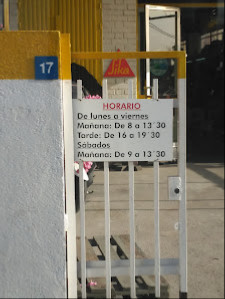 17
Sika
HORARIO
De lunes a viernes
Mañana: De 8 a 13´30
Tarde: De 16 a 19´30
Sábados
Mañana: De 9 a 13´30